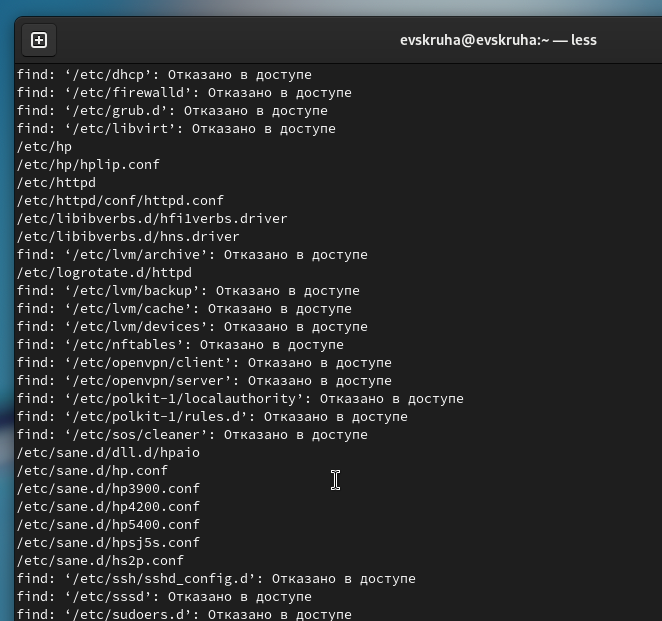 evskruha@evskruha:~ — less
find: ‘/etc/dhcp’: Отказано в доступе
find: ‘/etc/firewalld’: Отказано в доступе
find: ‘/etc/grub.d’: Отказано в доступе
find: ‘/etc/libvirt’: Отказано в доступе
/etc/hp
/etc/hp/hplip.conf
/etc/httpd
/etc/httpd/conf/httpd.conf
/etc/libibverbs.d/hfi1verbs.driver
/etc/libibverbs.d/hns.driver
find: ‘/etc/lvm/archive’: Отказано в доступе
/etc/logrotate.d/httpd
find: ‘/etc/lvm/backup’: Отказано в доступе
find: ‘/etc/lvm/cache’: Отказано в доступе
find: ‘/etc/lvm/devices’: Отказано в доступе
find: ‘/etc/nftables’: Отказано в доступе
find: ‘/etc/openvpn/client’: Отказано в доступе
find: ‘/etc/openvpn/server’: Отказано в доступе
find: ‘/etc/polkit-1/localauthority’: Отказано в доступе
find: ‘/etc/polkit-1/rules.d’: Отказано в доступе
find: ‘/etc/sos/cleaner’: Отказано в доступе
/etc/sane.d/dll.d/hpaio
/etc/sane.d/hp.conf
/etc/sane.d/hp3900.conf
/etc/sane.d/hp4200.conf
/etc/sane.d/hp5400.conf
/etc/sane.d/hpsj5s.conf
/etc/sane.d/hs2p.conf
find: ‘/etc/ssh/sshd_config.d’: Отказано в доступе
find: ‘/etc/sssd’: Отказано в доступе
find: ‘/etc/sudoers.d’: Отказано в доступе